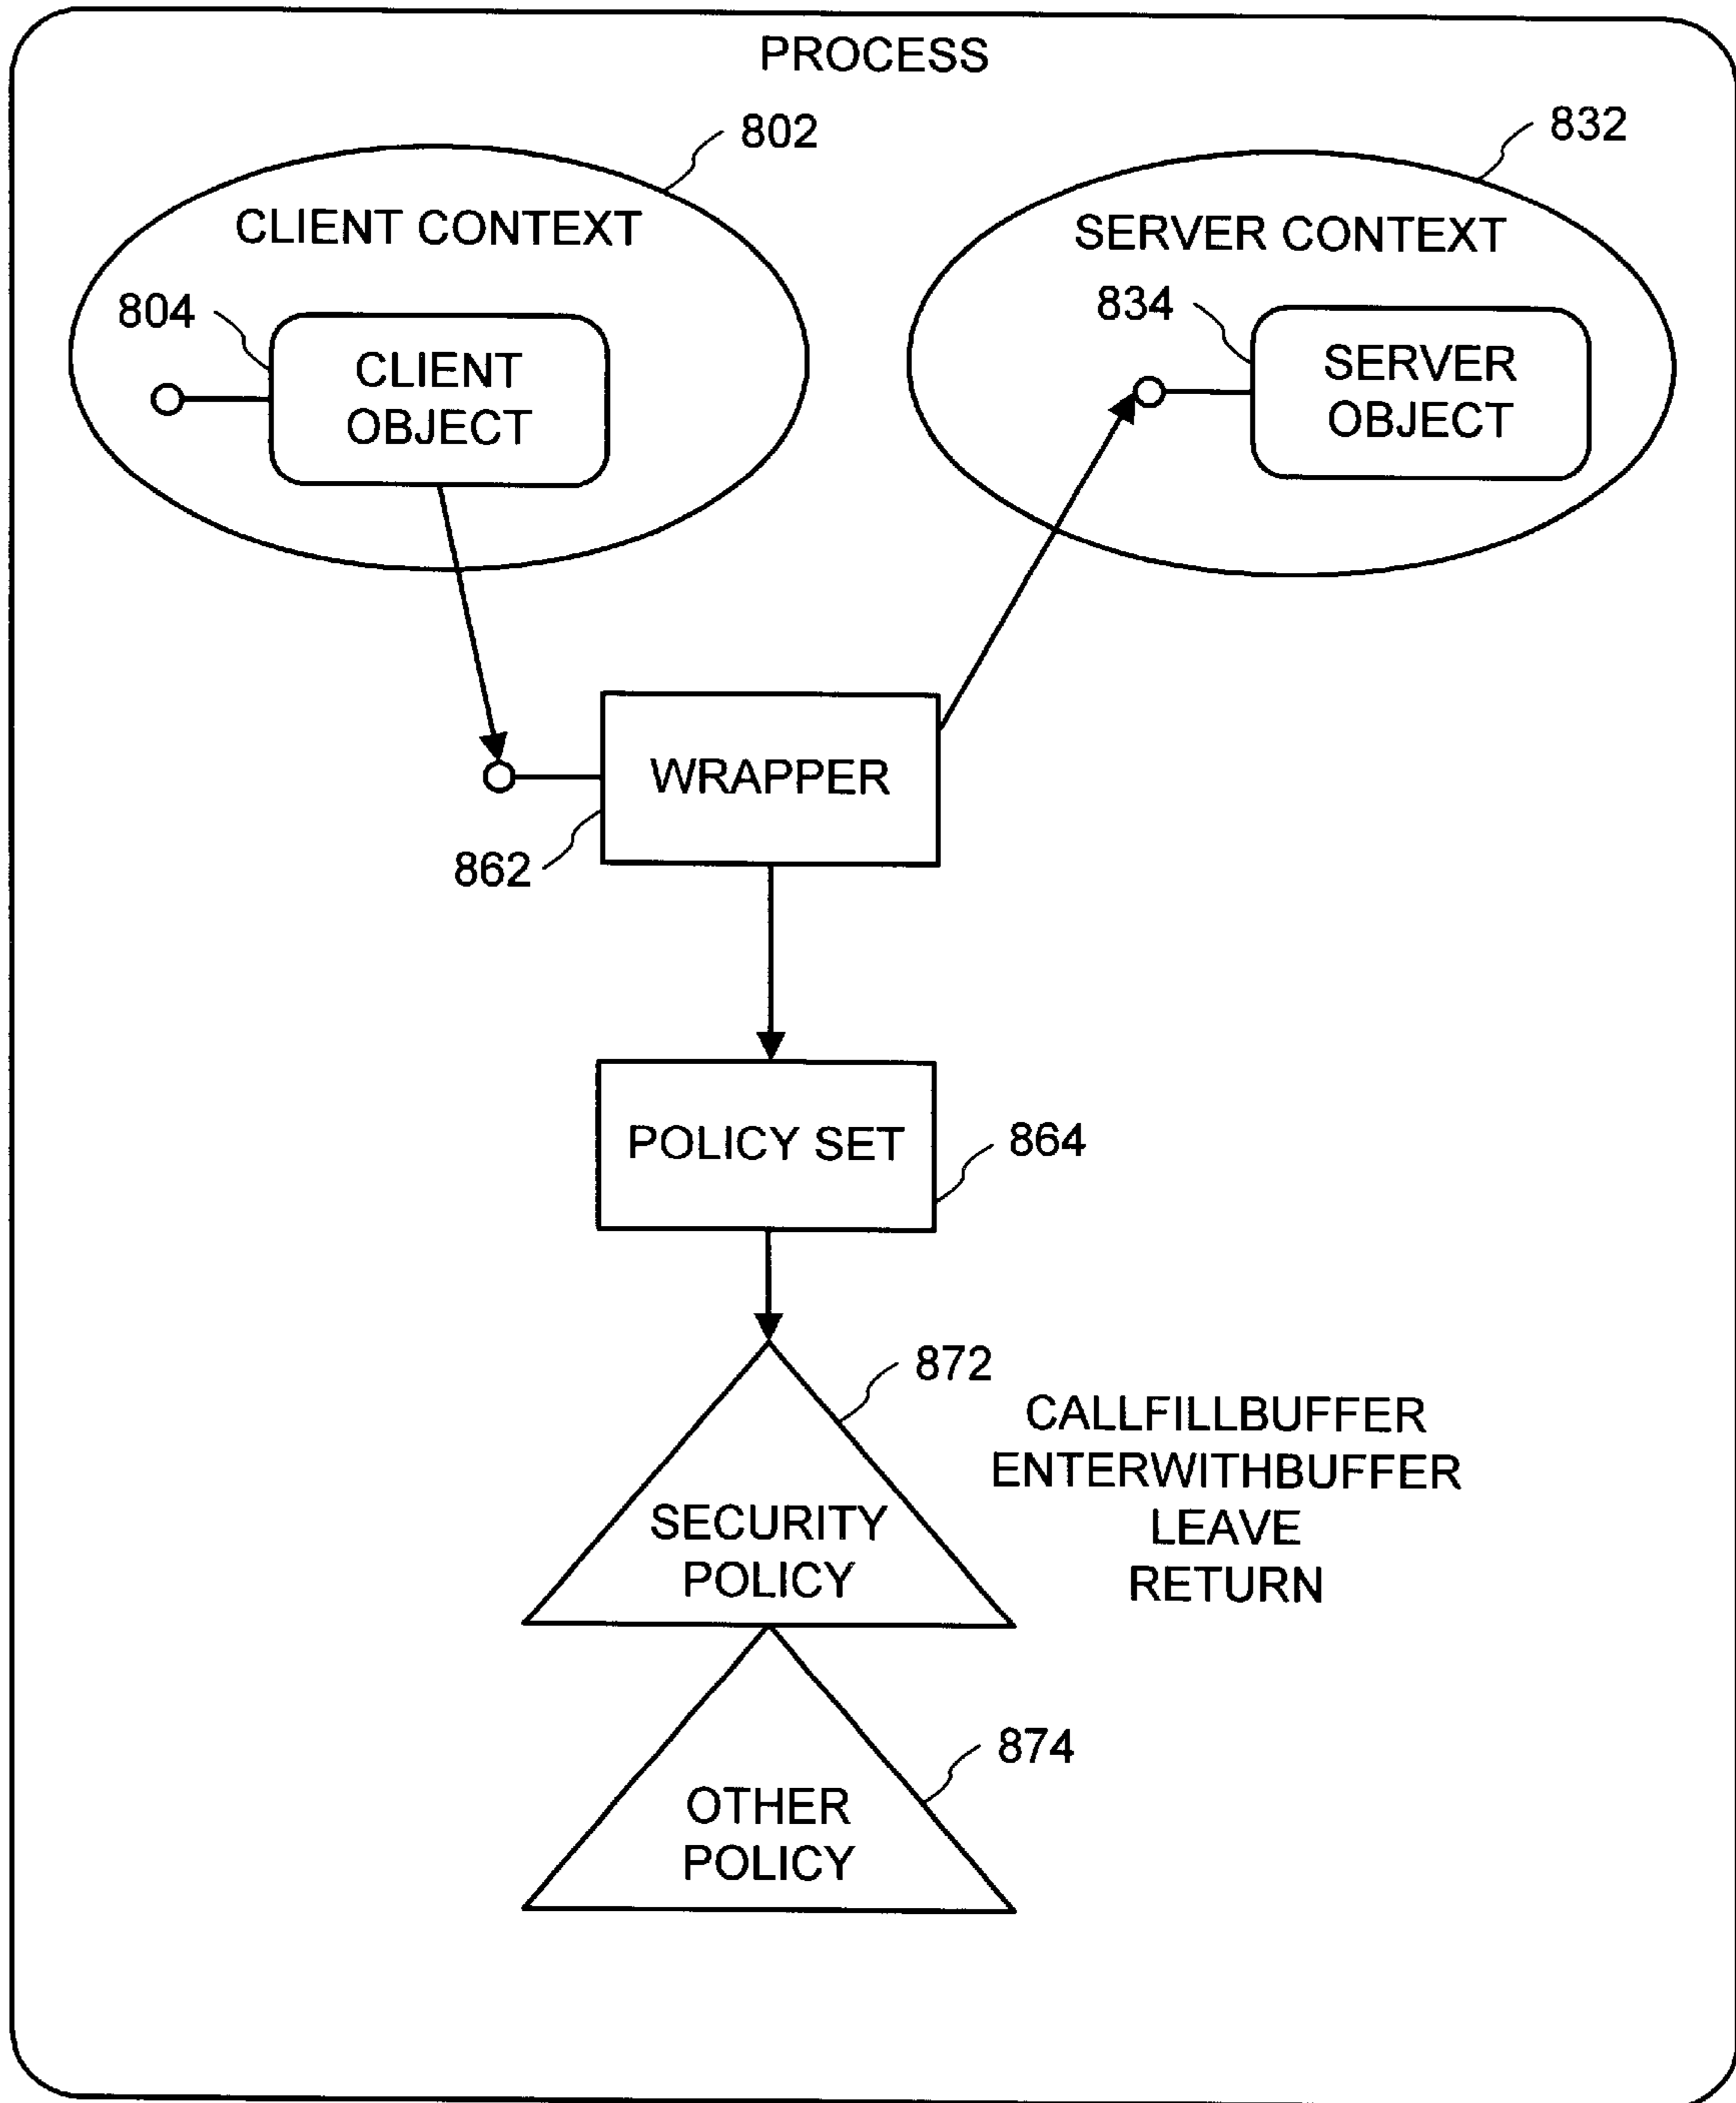 PROCESS
802
832
CLIENT CONTEXT
SERVER CONTEXT
804
834
CLIENT
OBJECT
SERVER
OBJECT
WRAPPER
862
POLICY SET
864
872
CALLFILLBUFFER
ENTERWITHBUFFER
LEAVE
RETURN
SECURITY
POLICY
874
OTHER
POLICY